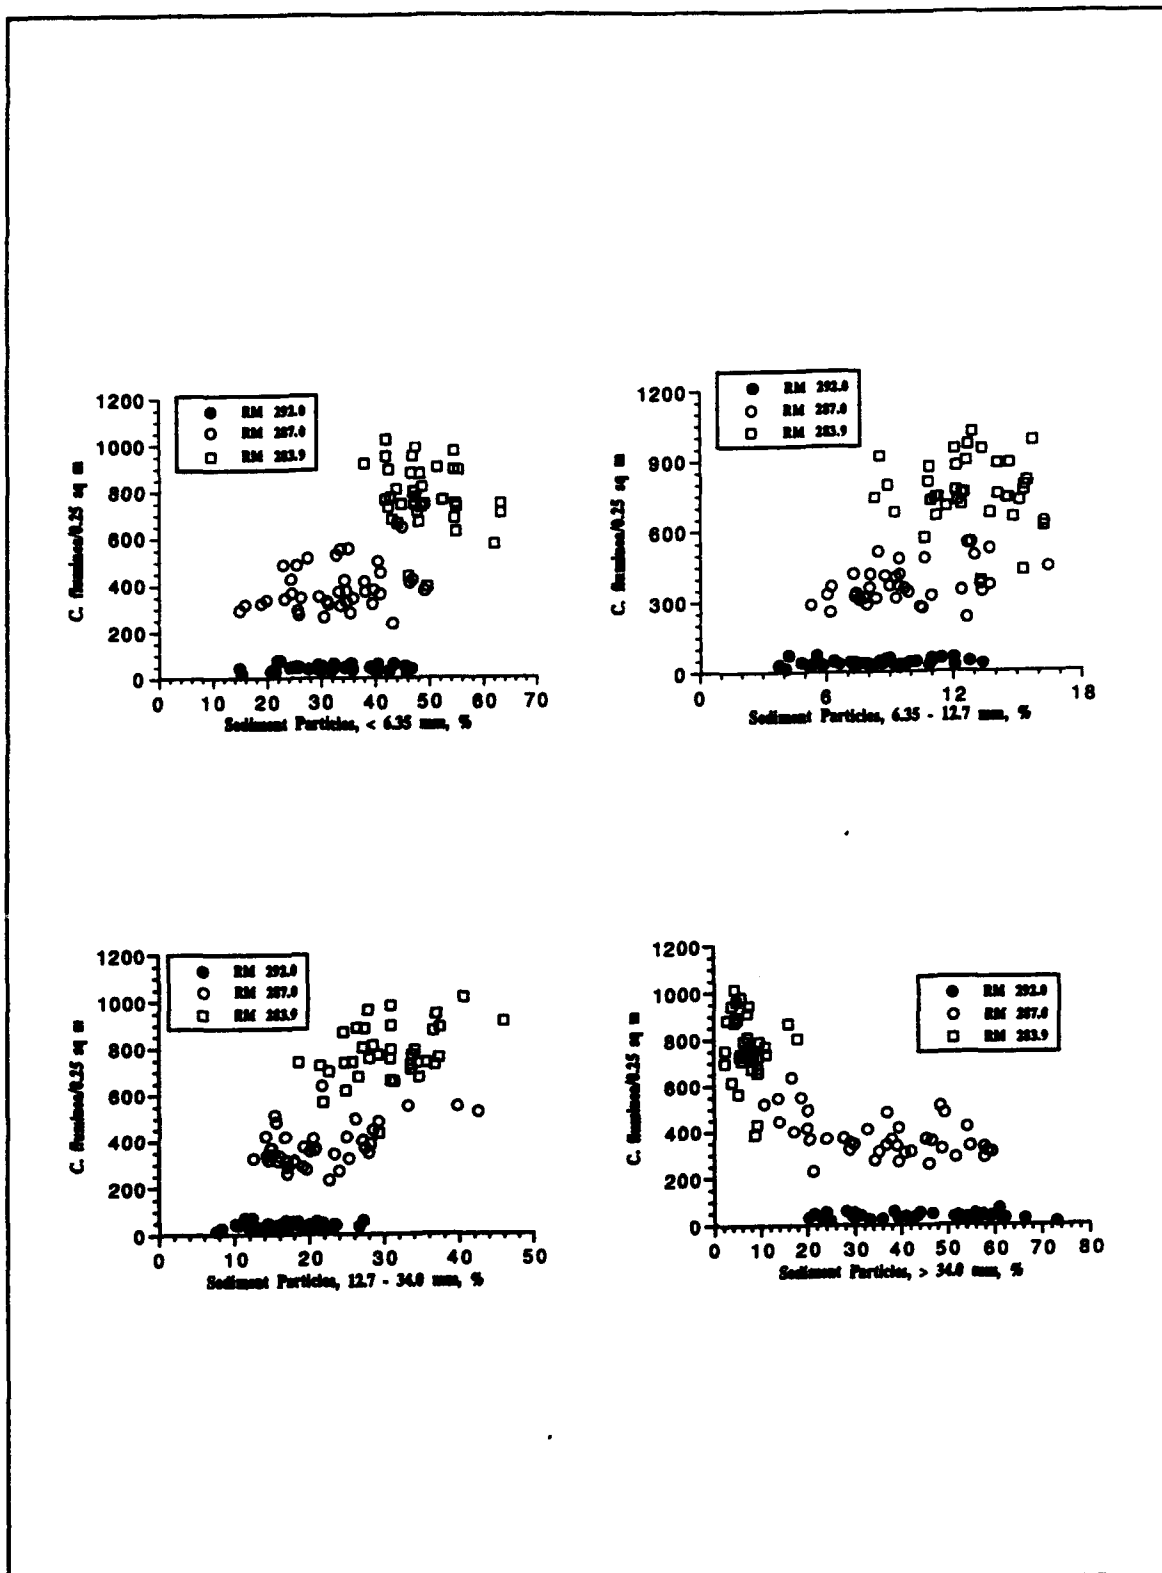 RM 292.0
RM 287.0
RM 283.9
1200
1000
800
600
400
200
0
C. fluminea/0.25 sq m
0 10 20 30 40 50 60 70
Sediment Particles, < 6.35 mm, %
RM 292.0
RM 287.0
RM 283.9
1200
900
600
300
0
C. fluminea/0.25 sq m
0 6 12 18
Sediment Particles, 6.35 - 12.7 mm, %
RM 292.0
RM 287.0
RM 283.9
1200
1000
800
600
400
200
0
C. fluminea/0.25 sq m
0 10 20 30 40 50
Sediment Particles, 12.7 - 34.0 mm, %
RM 292.0
RM 287.0
RM 283.9
1200
1000
800
600
400
200
0
C. fluminea/0.25 sq m
0 10 20 30 40 50 60 70 80
Sediment Particles, > 34.0 mm, %